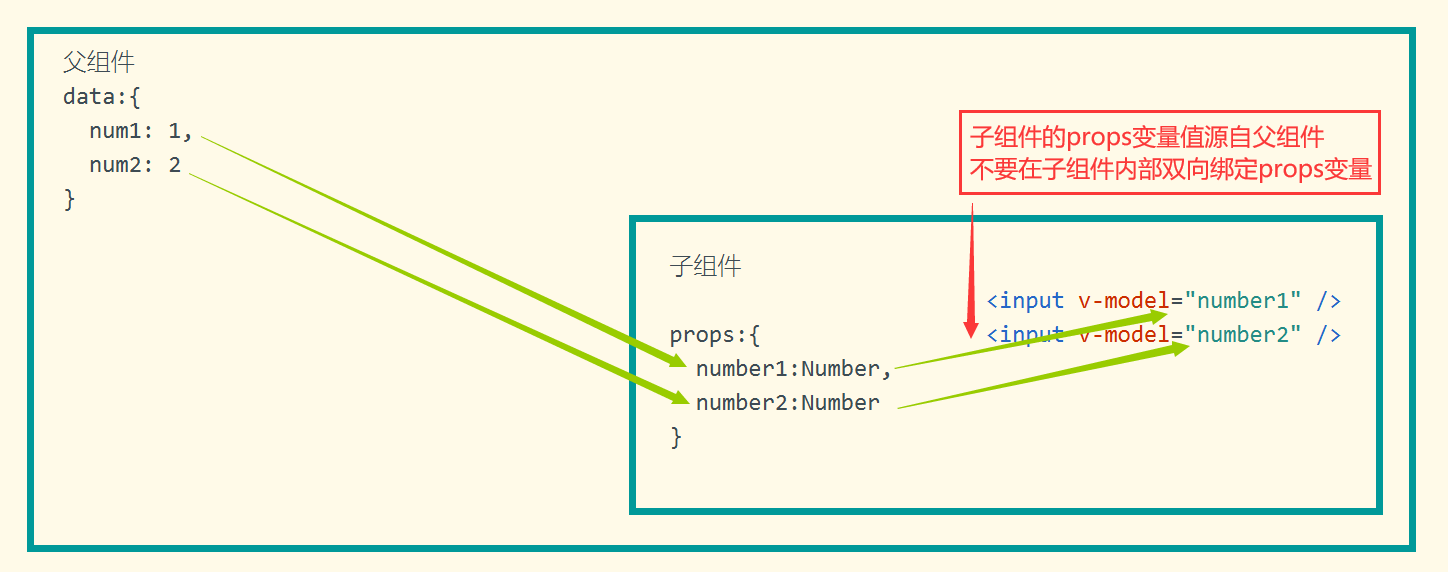 父组件
data:{
num1: 1,
num2: 2
}
子组件的props变量值源自父组件
不要在子组件内部双向绑定props变量
子组件
<input v-model="number1" />
<input v-model="number2" />
props:{
number1:Number,
number2:Number
}